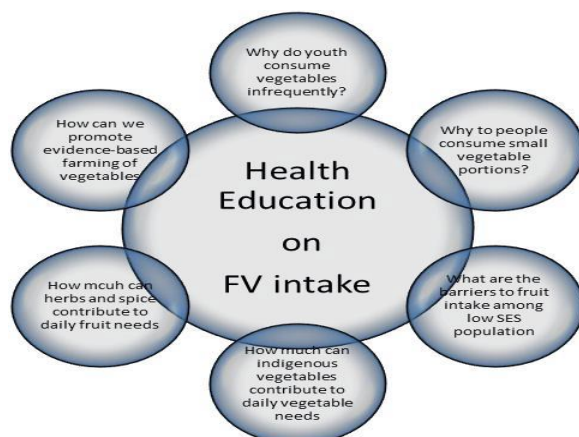 Why do youth
consume
vegetables
infrequently?
How can we
promote
evidence-based
farming of
vegetables
Why to people
consume small
vegetable
portions?
Health
Education
on
FV intake
How mcuh can
herbs and spice
contribute to
daily fruit needs
What are the
barriers to fruit
intake among
low SES
population
How much can
indigenous
vegetables
contribute to
daily vegetable
needs